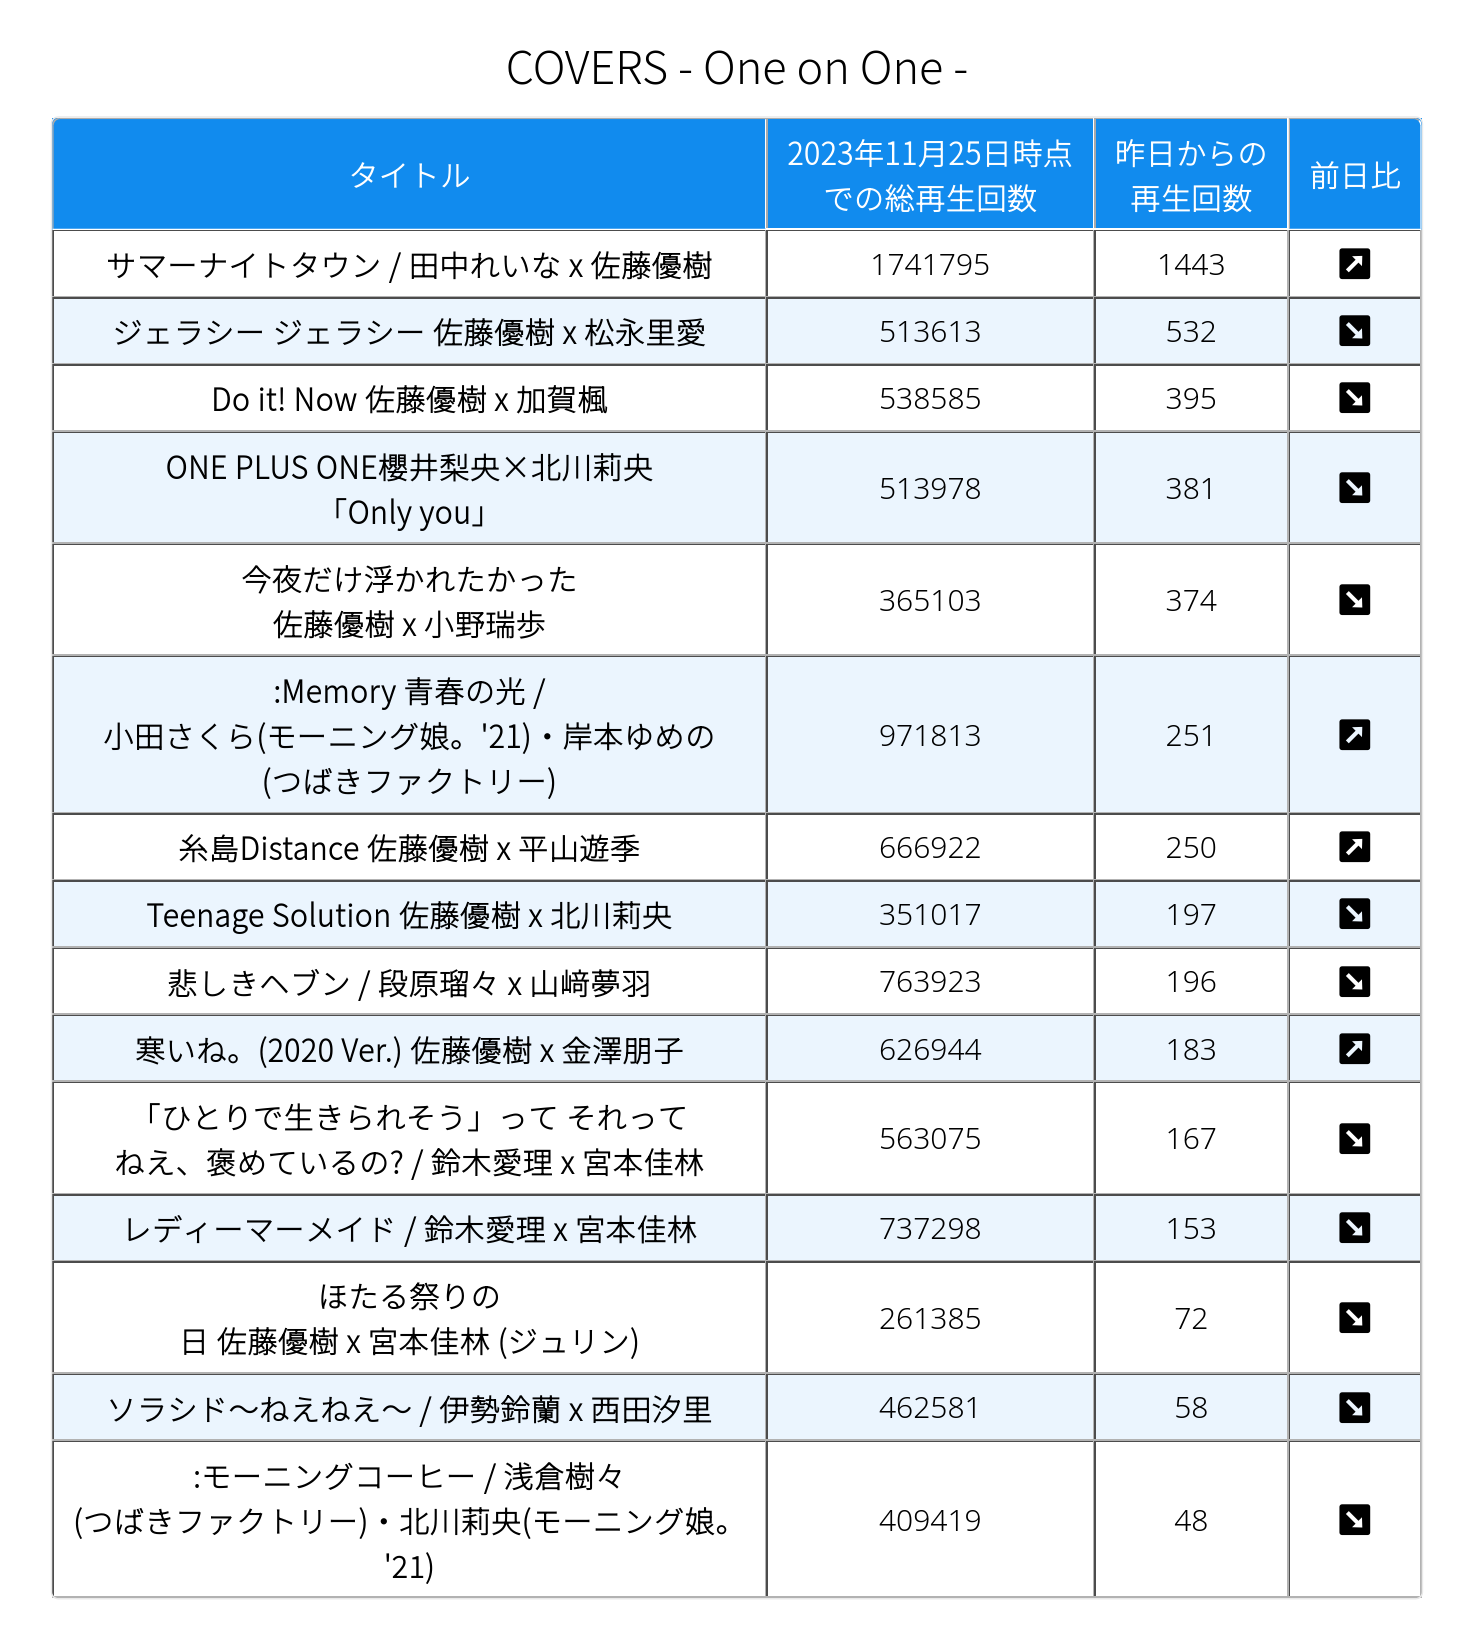 COVERS - One on One -
タイトル
2023年11月25日時点
での総再生回数
昨日からの
再生回数
前日比
サマーナイトタウン / 田中れいな x 佐藤優樹
1741795
1443
ジェラシー ジェラシー 佐藤優樹 x 松永里愛
513613
532
Do it! Now 佐藤優樹 x 加賀楓
538585
395
ONE PLUS ONE櫻井梨央×北川莉央
「Only you」
513978
381
今夜だけ浮かれたかった
佐藤優樹 x 小野瑞歩
365103
374
:Memory 青春の光 /
小田さくら(モーニング娘。'21)・岸本ゆめの
(つばきファクトリー)
971813
251
糸島Distance 佐藤優樹 x 平山遊季
666922
250
Teenage Solution 佐藤優樹 x 北川莉央
351017
197
悲しきヘブン / 段原瑠々 x 山﨑夢羽
763923
196
寒いね。(2020 Ver.) 佐藤優樹 x 金澤朋子
626944
183
「ひとりで生きられそう」って それって
ねえ、褒めているの? / 鈴木愛理 x 宮本佳林
563075
167
レディーマーメイド / 鈴木愛理 x 宮本佳林
737298
153
ほたる祭りの
日 佐藤優樹 x 宮本佳林 (ジュリン)
261385
72
ソラシド〜ねえねえ〜 / 伊勢鈴蘭 x 西田汐里
462581
58
:モーニングコーヒー / 浅倉樹々
(つばきファクトリー)・北川莉央(モーニング娘。
'21)
409419
48